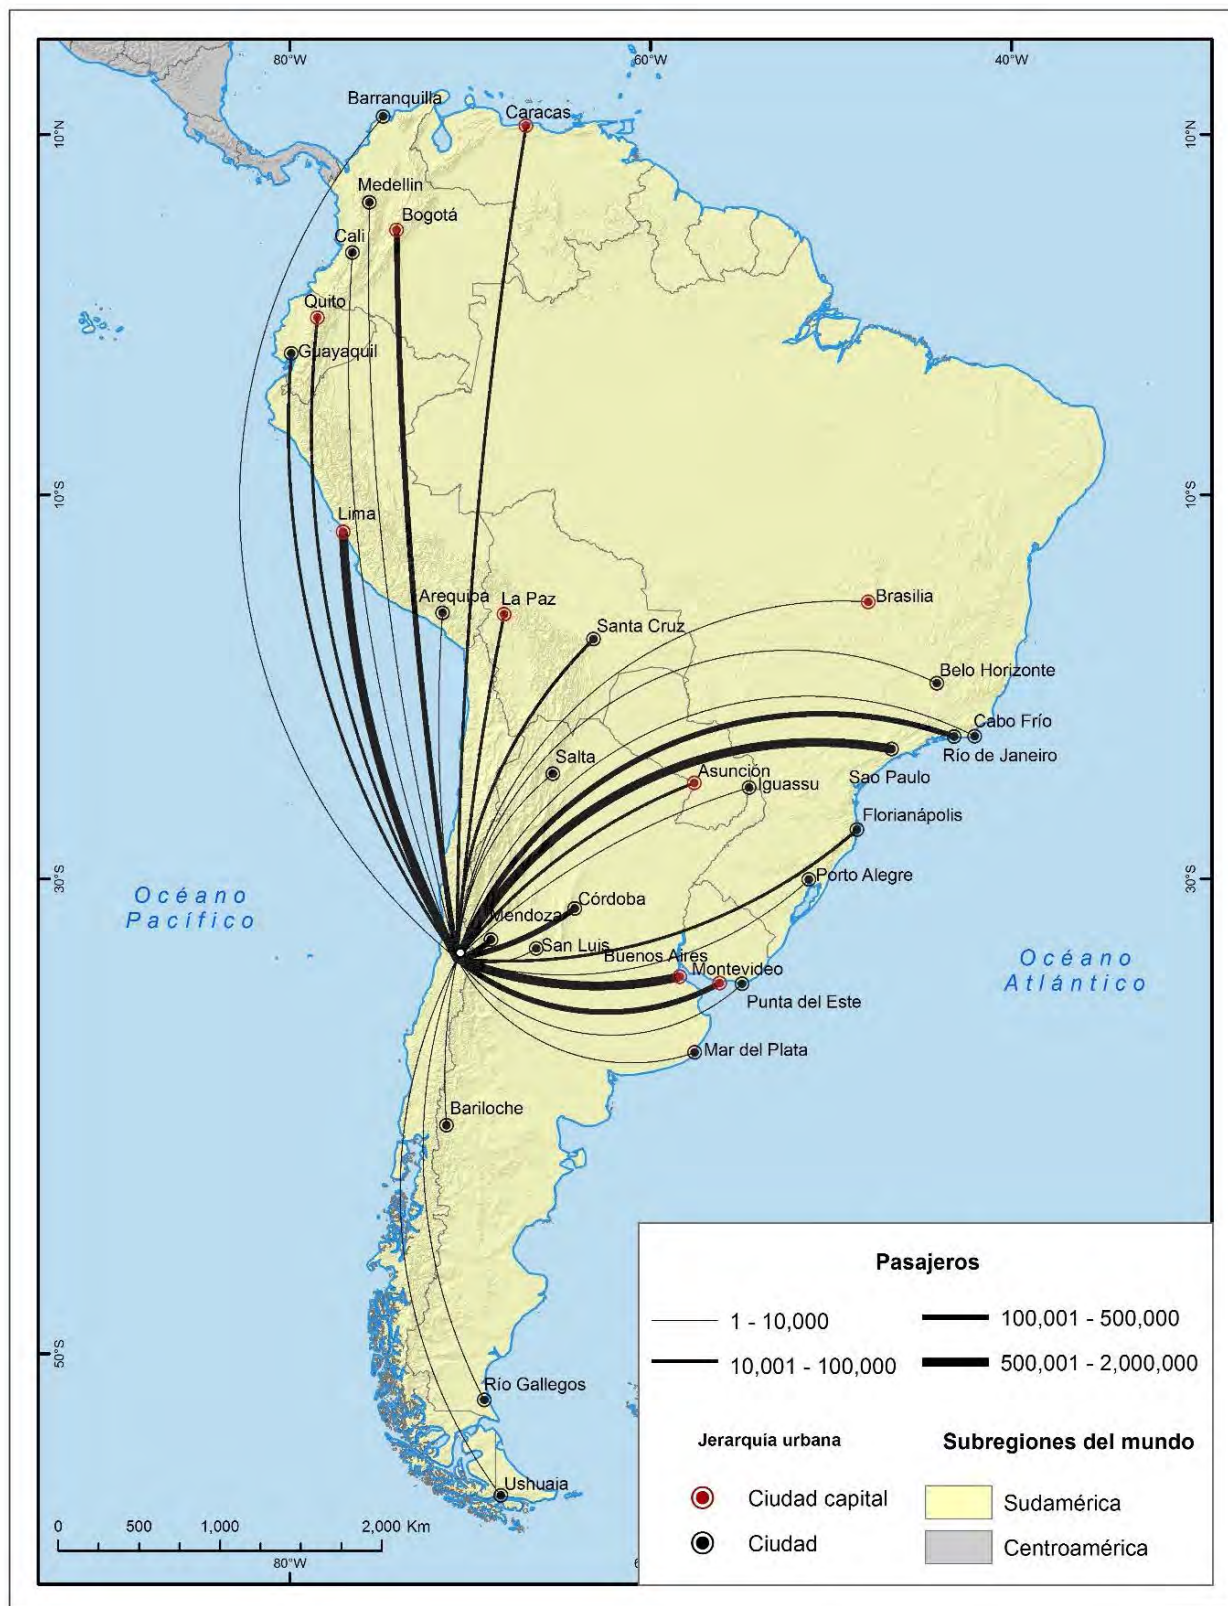 80°W
60°W
40°W
10°N
10°N
Barranquilla
Caracas
Medellin
Bogotá
Cali
Quito
Guayaquil
10°S
10°S
Lima
Arequipa
La Paz
Brasilia
Santa Cruz
Belo Horizonte
Cabo Frío
Río de Janeiro
Salta
Asunción
Iguassu
Sao Paulo
Florianápolis
30°S
30°S
Porto Alegre
Océano
Pacífico
Córdoba
Mendoza
San Luis
Buenos Aires
Montevideo
Punta del Este
Océano
Atlántico
Mar del Plata
Bariloche
50°S
Río Gallegos
Ushuaia
Pasajeros
1 - 10,000
100,001 - 500,000
10,001 - 100,000
500,001 - 2,000,000
Jerarquía urbana
Subregiones del mundo
Ciudad capital
Sudamérica
Ciudad
Centroamérica
0 500 1,000 2,000 Km
80°W